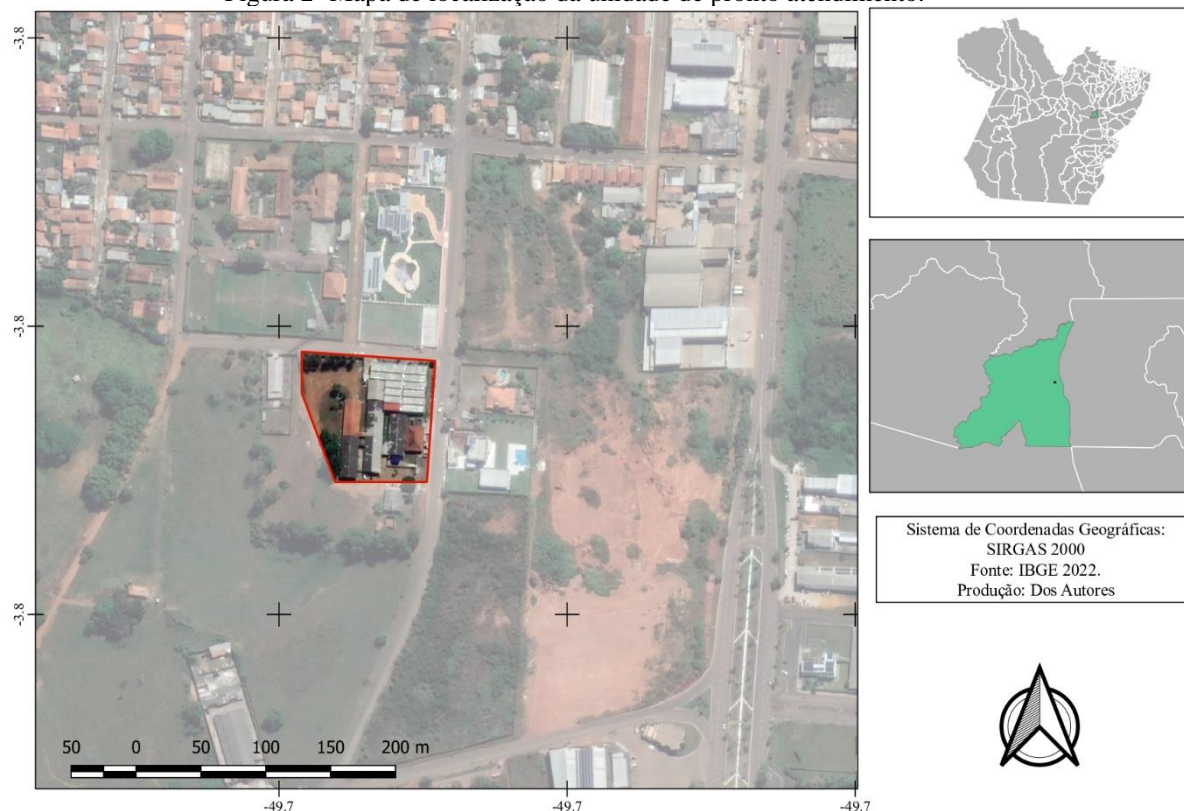 Figura 2- Mapa de localização da unidade de pronto atendimento.
-3.8
-3.8
-3.8
50 0 50 100 150 200 m
-49.7 -49.7 -49.7
Sistema de Coordenadas Geográficas:
SIRGAS 2000
Fonte: IBGE 2022.
Produção: Dos Autores